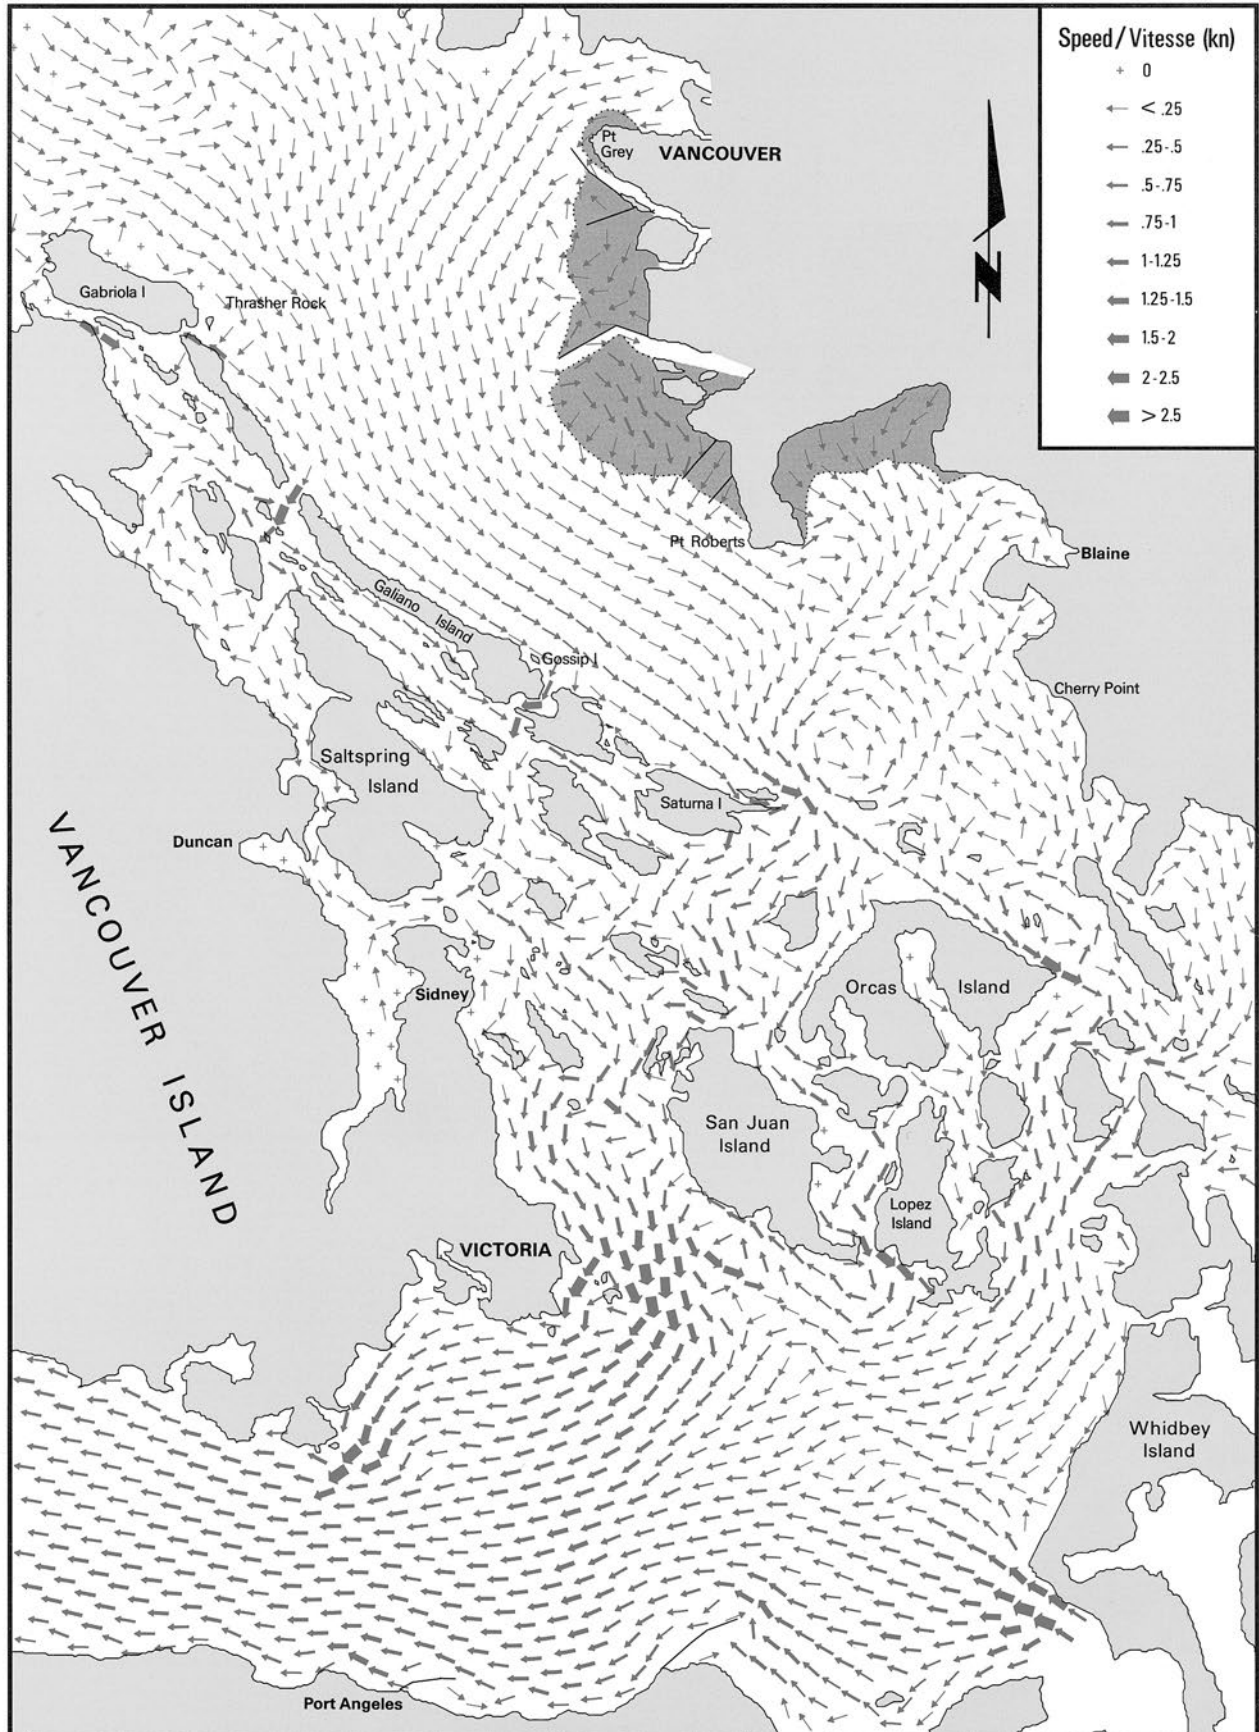 Speed/Vitesse (kn)
+ 0
< .25
.25-.5
.5-.75
.75-1
1-1.25
1.25-1.5
1.5-2
2-2.5
> 2.5
Pt
Grey
VANCOUVER
N
Gabriola I
Thrasher Rock
Pt Roberts
Blaine
Galiano
Island
Gossip I
Cherry Point
Saltspring
Island
Saturna I
Duncan
VANCOUVER ISLAND
Sidney
Orcas
Island
San Juan
Island
Lopez
Island
VICTORIA
Whidbey
Island
Port Angeles